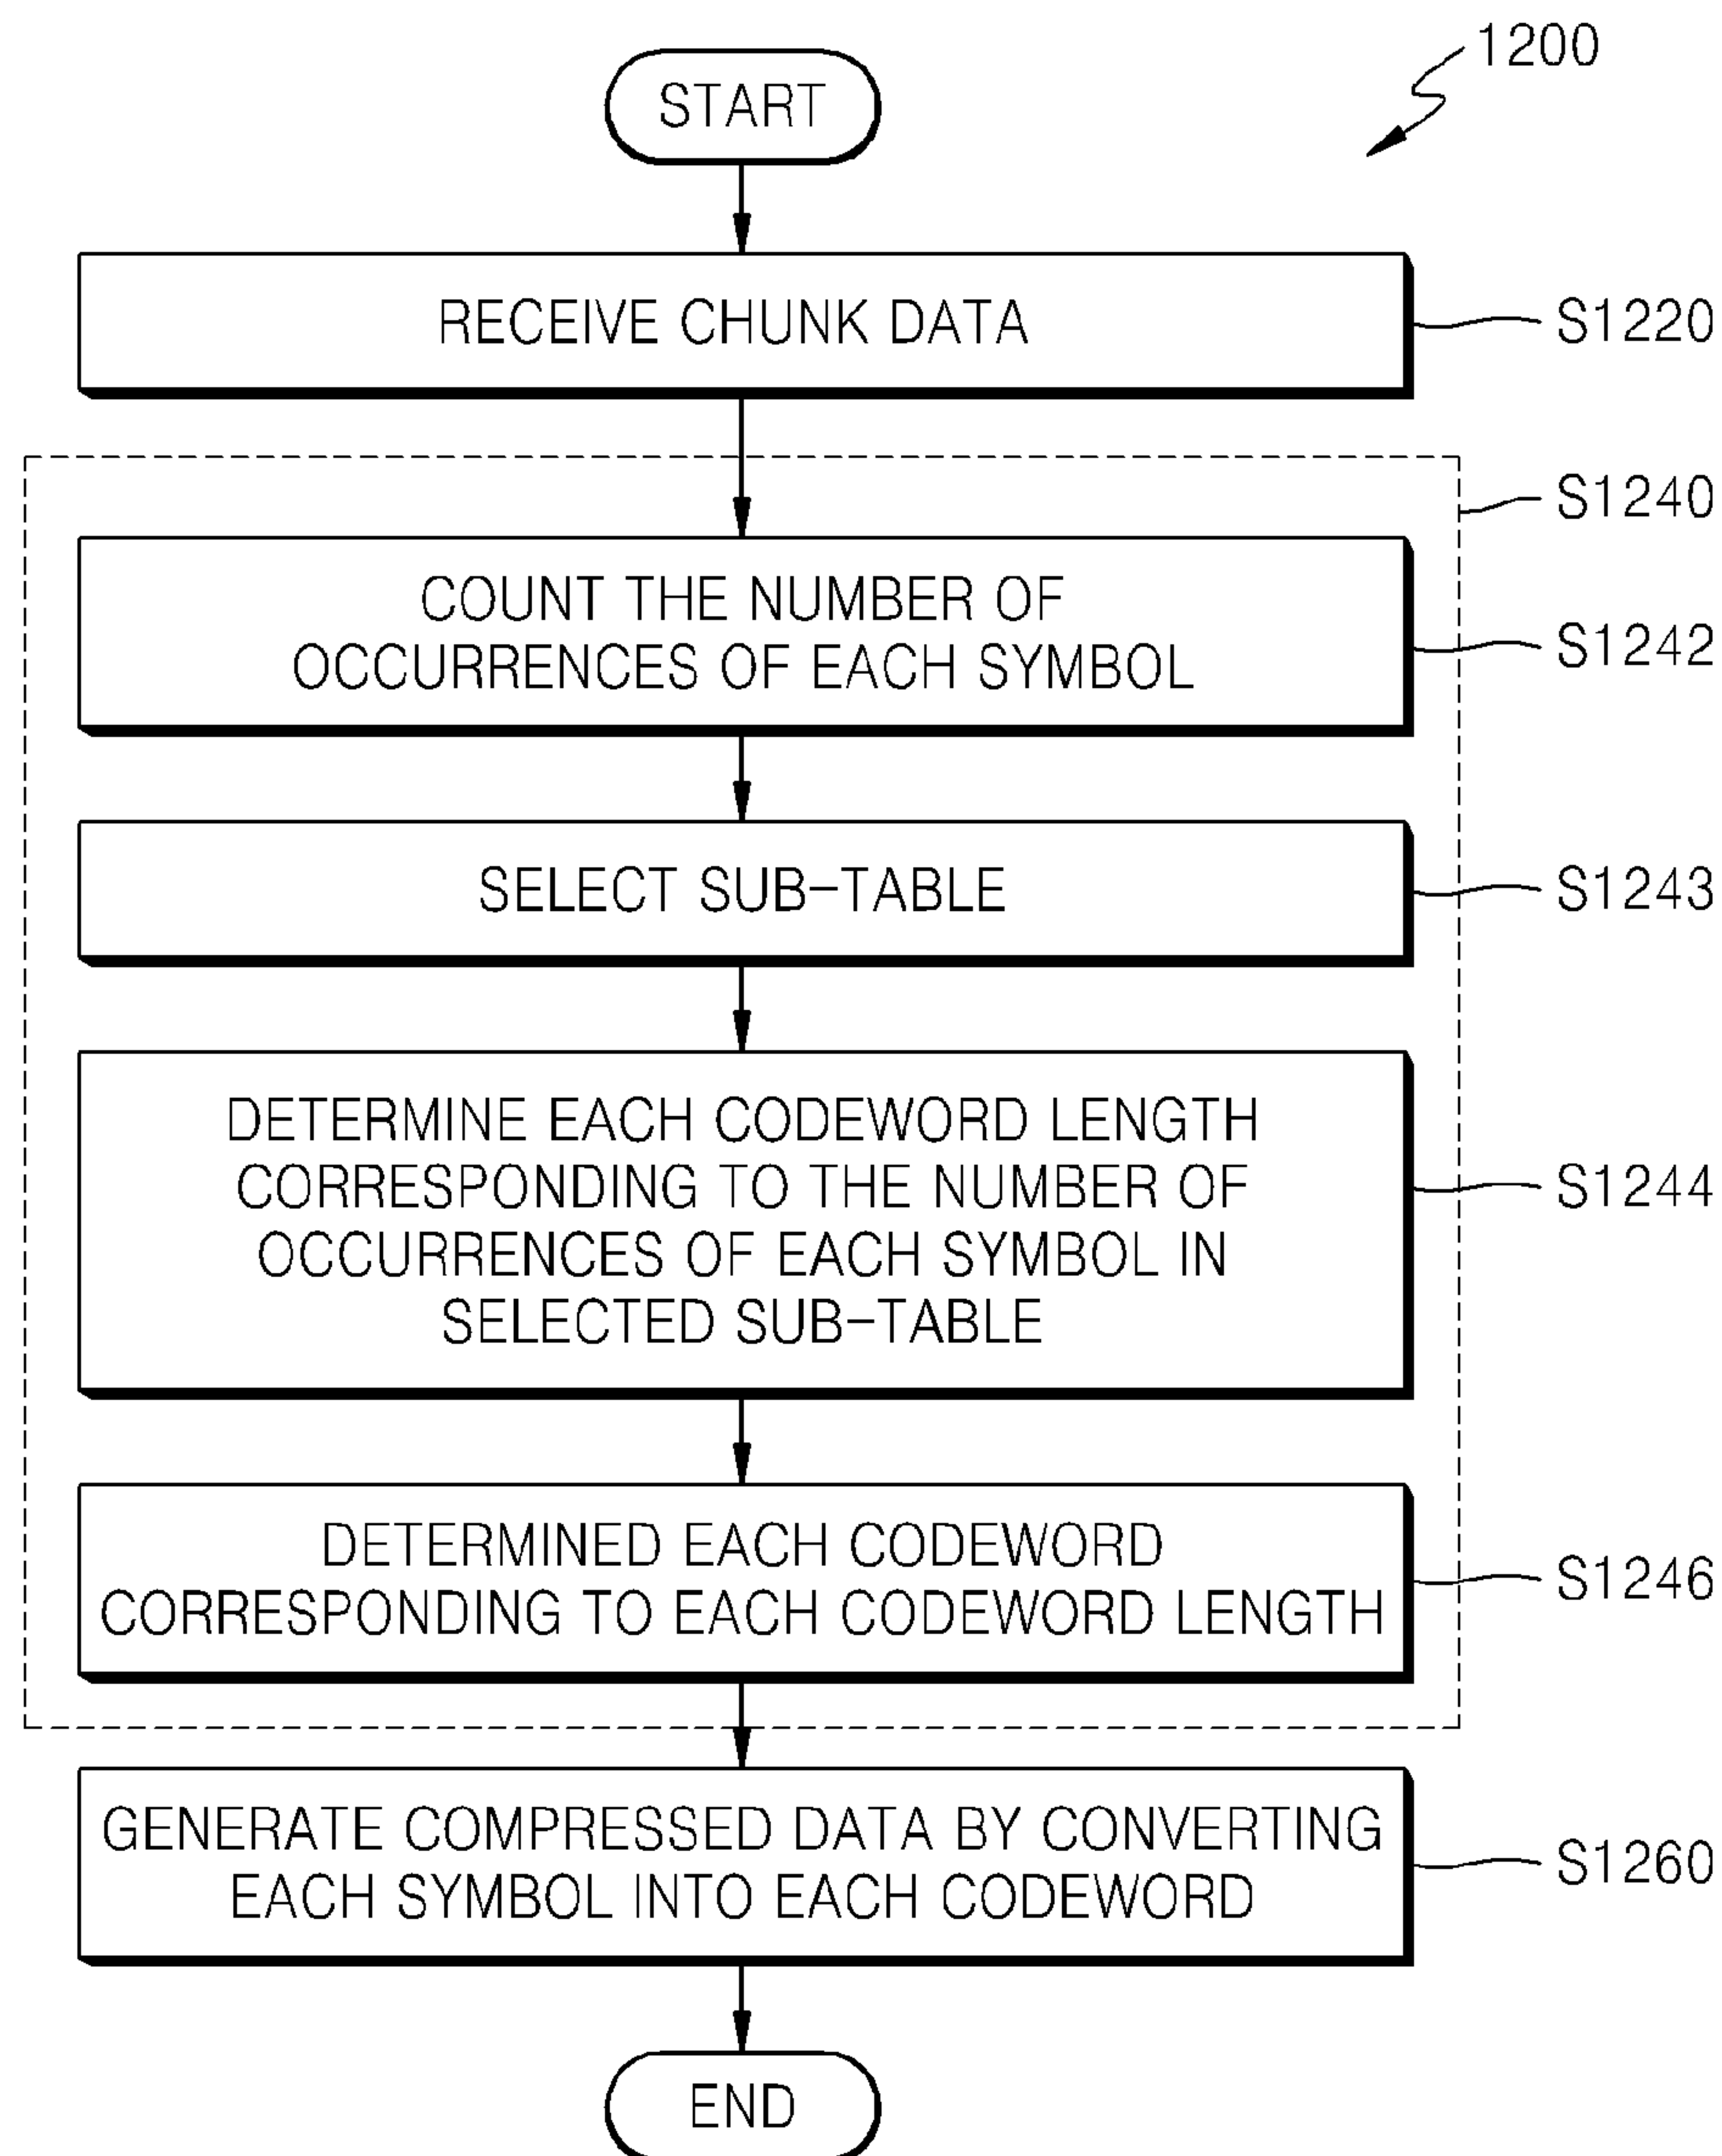 1200
START
RECEIVE CHUNK DATA
S1220
S1240
COUNT THE NUMBER OF
OCCURRENCES OF EACH SYMBOL
S1242
SELECT SUB-TABLE
S1243
DETERMINE EACH CODEWORD LENGTH
CORRESPONDING TO THE NUMBER OF
OCCURRENCES OF EACH SYMBOL IN
SELECTED SUB-TABLE
S1244
DETERMINED EACH CODEWORD
CORRESPONDING TO EACH CODEWORD LENGTH
S1246
GENERATE COMPRESSED DATA BY CONVERTING
EACH SYMBOL INTO EACH CODEWORD
S1260
END